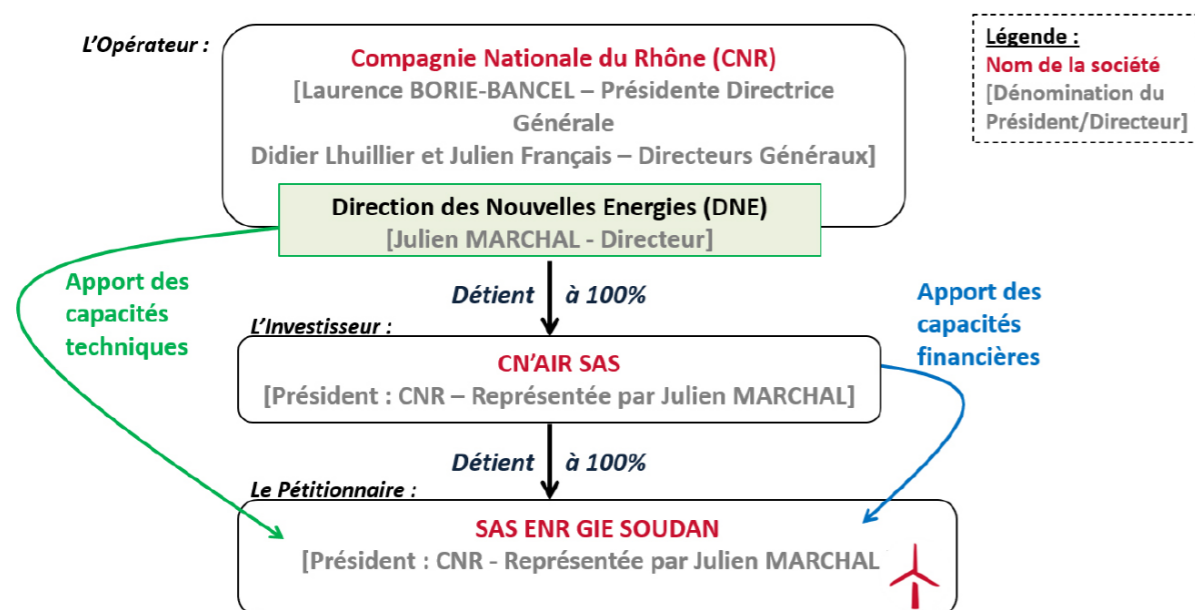 L'Opérateur :
Compagnie Nationale du Rhône (CNR)
[Laurence BORIE-BANCEL – Présidente Directrice
Générale
Didier Lhuillier et Julien Français – Directeurs Généraux]
Direction des Nouvelles Energies (DNE)
[Julien MARCHAL - Directeur]
Légende :
Nom de la société
[Dénomination du
Président/Directeur]
Apport des
capacités
techniques
Détient à 100%
Apport des
capacités
financières
L'Investisseur :
CN'AIR SAS
[Président : CNR – Représentée par Julien MARCHAL]
Détient à 100%
Le Pétitionnaire :
SAS ENR GIE SOUDAN
[Président : CNR - Représentée par Julien MARCHAL